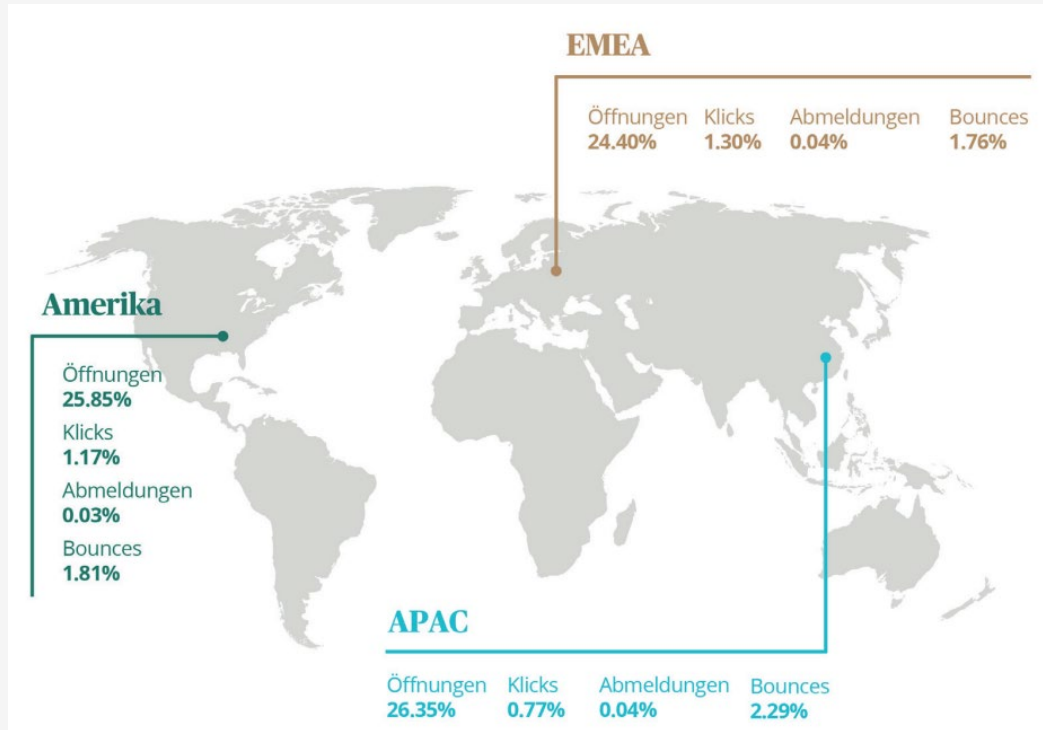 EMEA
Öffnungen Klicks Abmeldungen Bounces
24.40% 1.30% 0.04% 1.76%
Amerika
Öffnungen
25.85%
Klicks
1.17%
Abmeldungen
0.03%
Bounces
1.81%
APAC
Öffnungen Klicks Abmeldungen Bounces
26.35% 0.77% 0.04% 2.29%